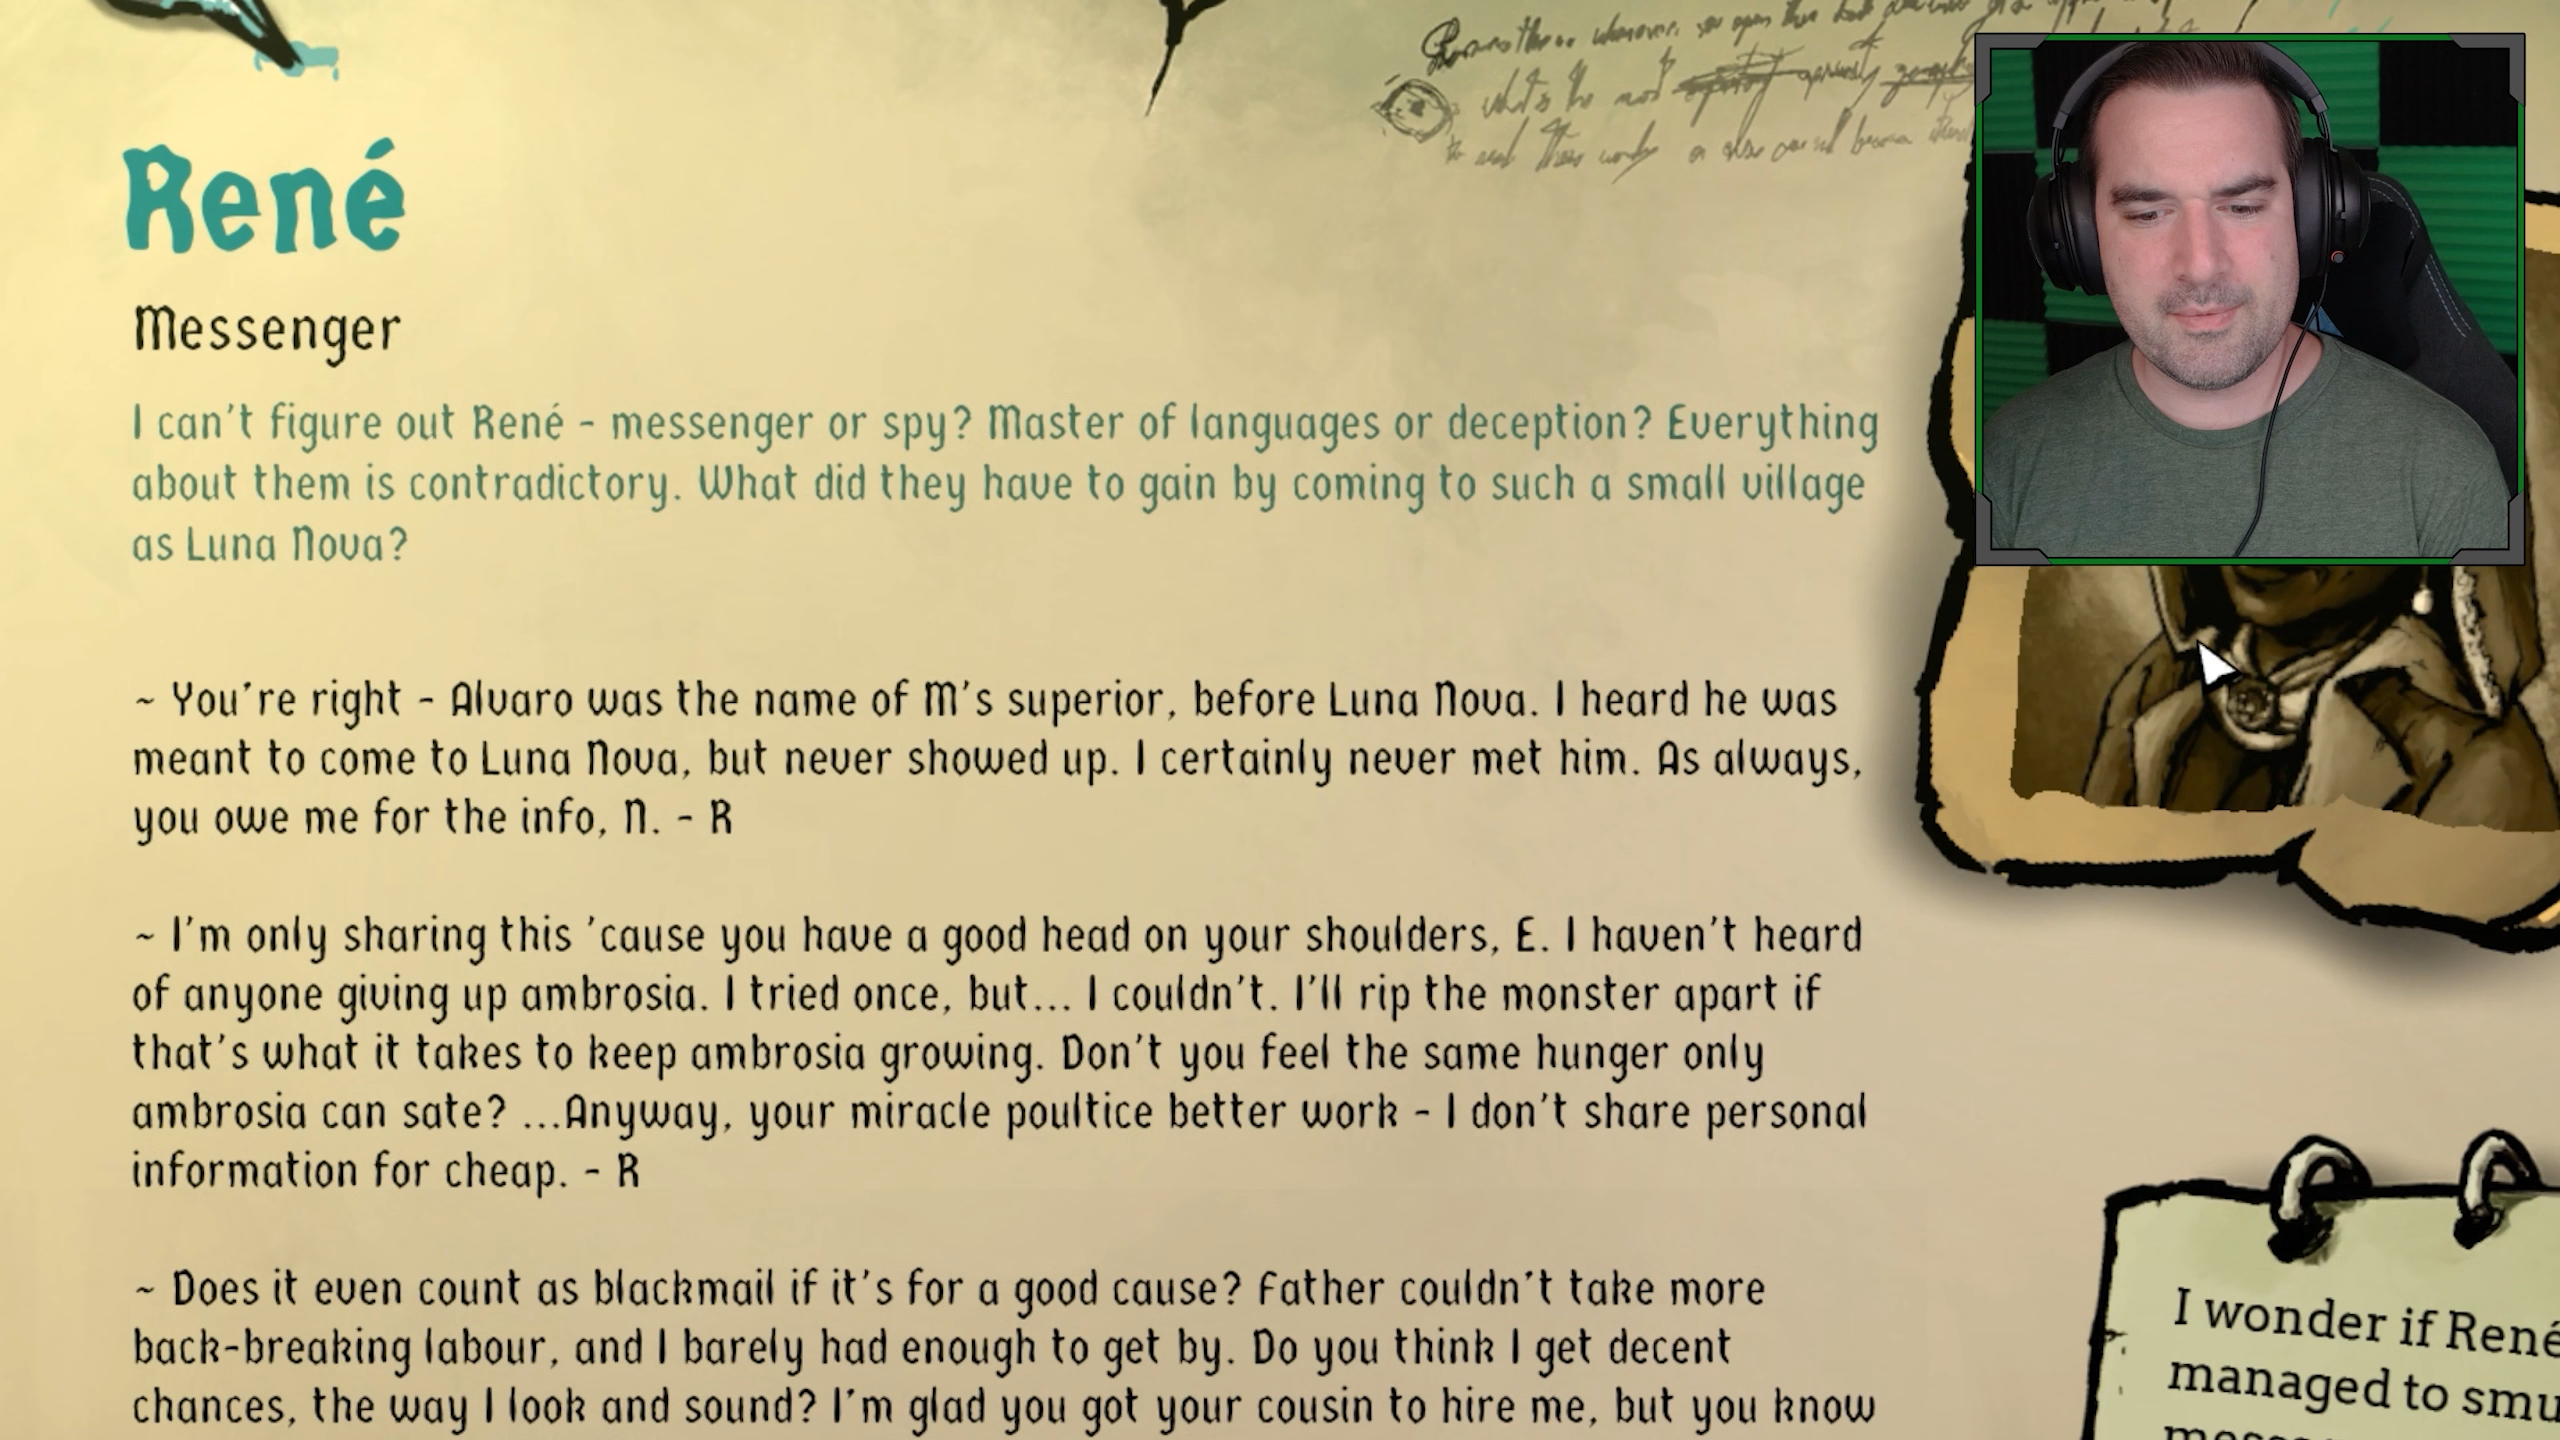 René
Messenger
I can't figure out René - messenger or spy? Master of languages or deception? Everything
about them is contradictory. What did they have to gain by coming to such a small village
as Luna Nova?
~ You're right - Alvaro was the name of M's superior, before Luna Nova. I heard he was
meant to come to Luna Nova, but never showed up. I certainly never met him. As always,
you owe me for the info, N. - R
~ I'm only sharing this 'cause you have a good head on your shoulders, E. I haven't heard
of anyone giving up ambrosia. I tried once, but... I couldn't. I'll rip the monster apart if
that's what it takes to keep ambrosia growing. Don't you feel the same hunger only
ambrosia can sate? ...Anyway, your miracle poultice better work - I don't share personal
information for cheap. - R
~ Does it even count as blackmail if it's for a good cause? Father couldn't take more
back-breaking labour, and I barely had enough to get by. Do you think I get decent
chances, the way I look and sound? I'm glad you got your cousin to hire me, but you know
I wonder if René
managed to smu